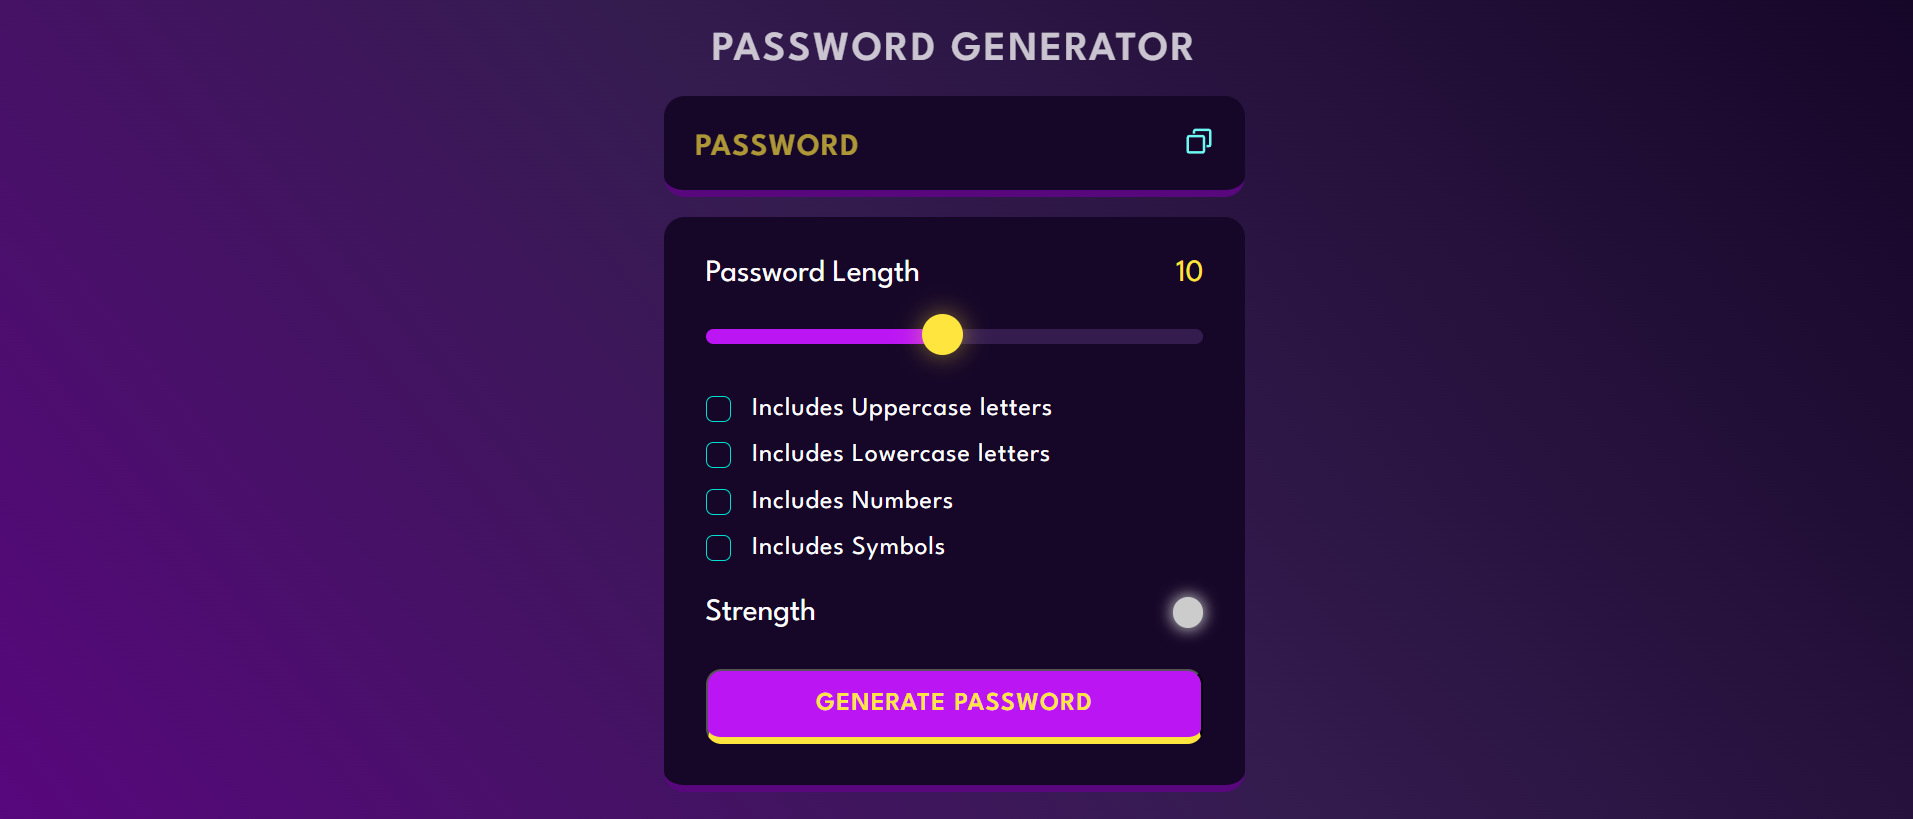 PASSWORD GENERATOR
PASSWORD
Password Length 10
Includes Uppercase letters
Includes Lowercase letters
Includes Numbers
Includes Symbols
Strength
GENERATE PASSWORD